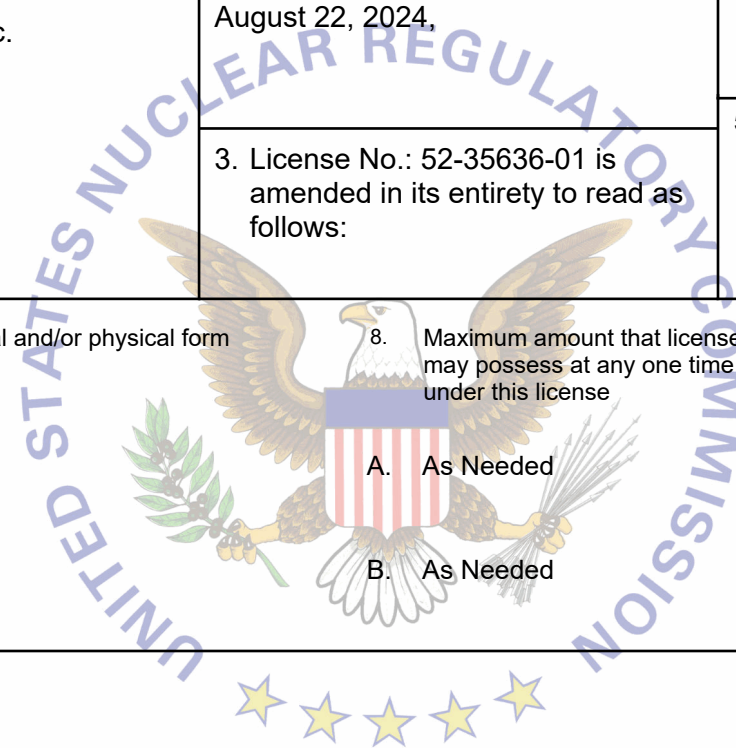 c.
August 22, 2024,
3. License No.: 52-35636-01 is
amended in its entirety to read as
follows:
and/or physical form
8. Maximum amount that license
may possess at any one time
under this license
A. As Needed
B. As Needed
UNITED STATES NUCLEAR REGULATORY COMMISSION